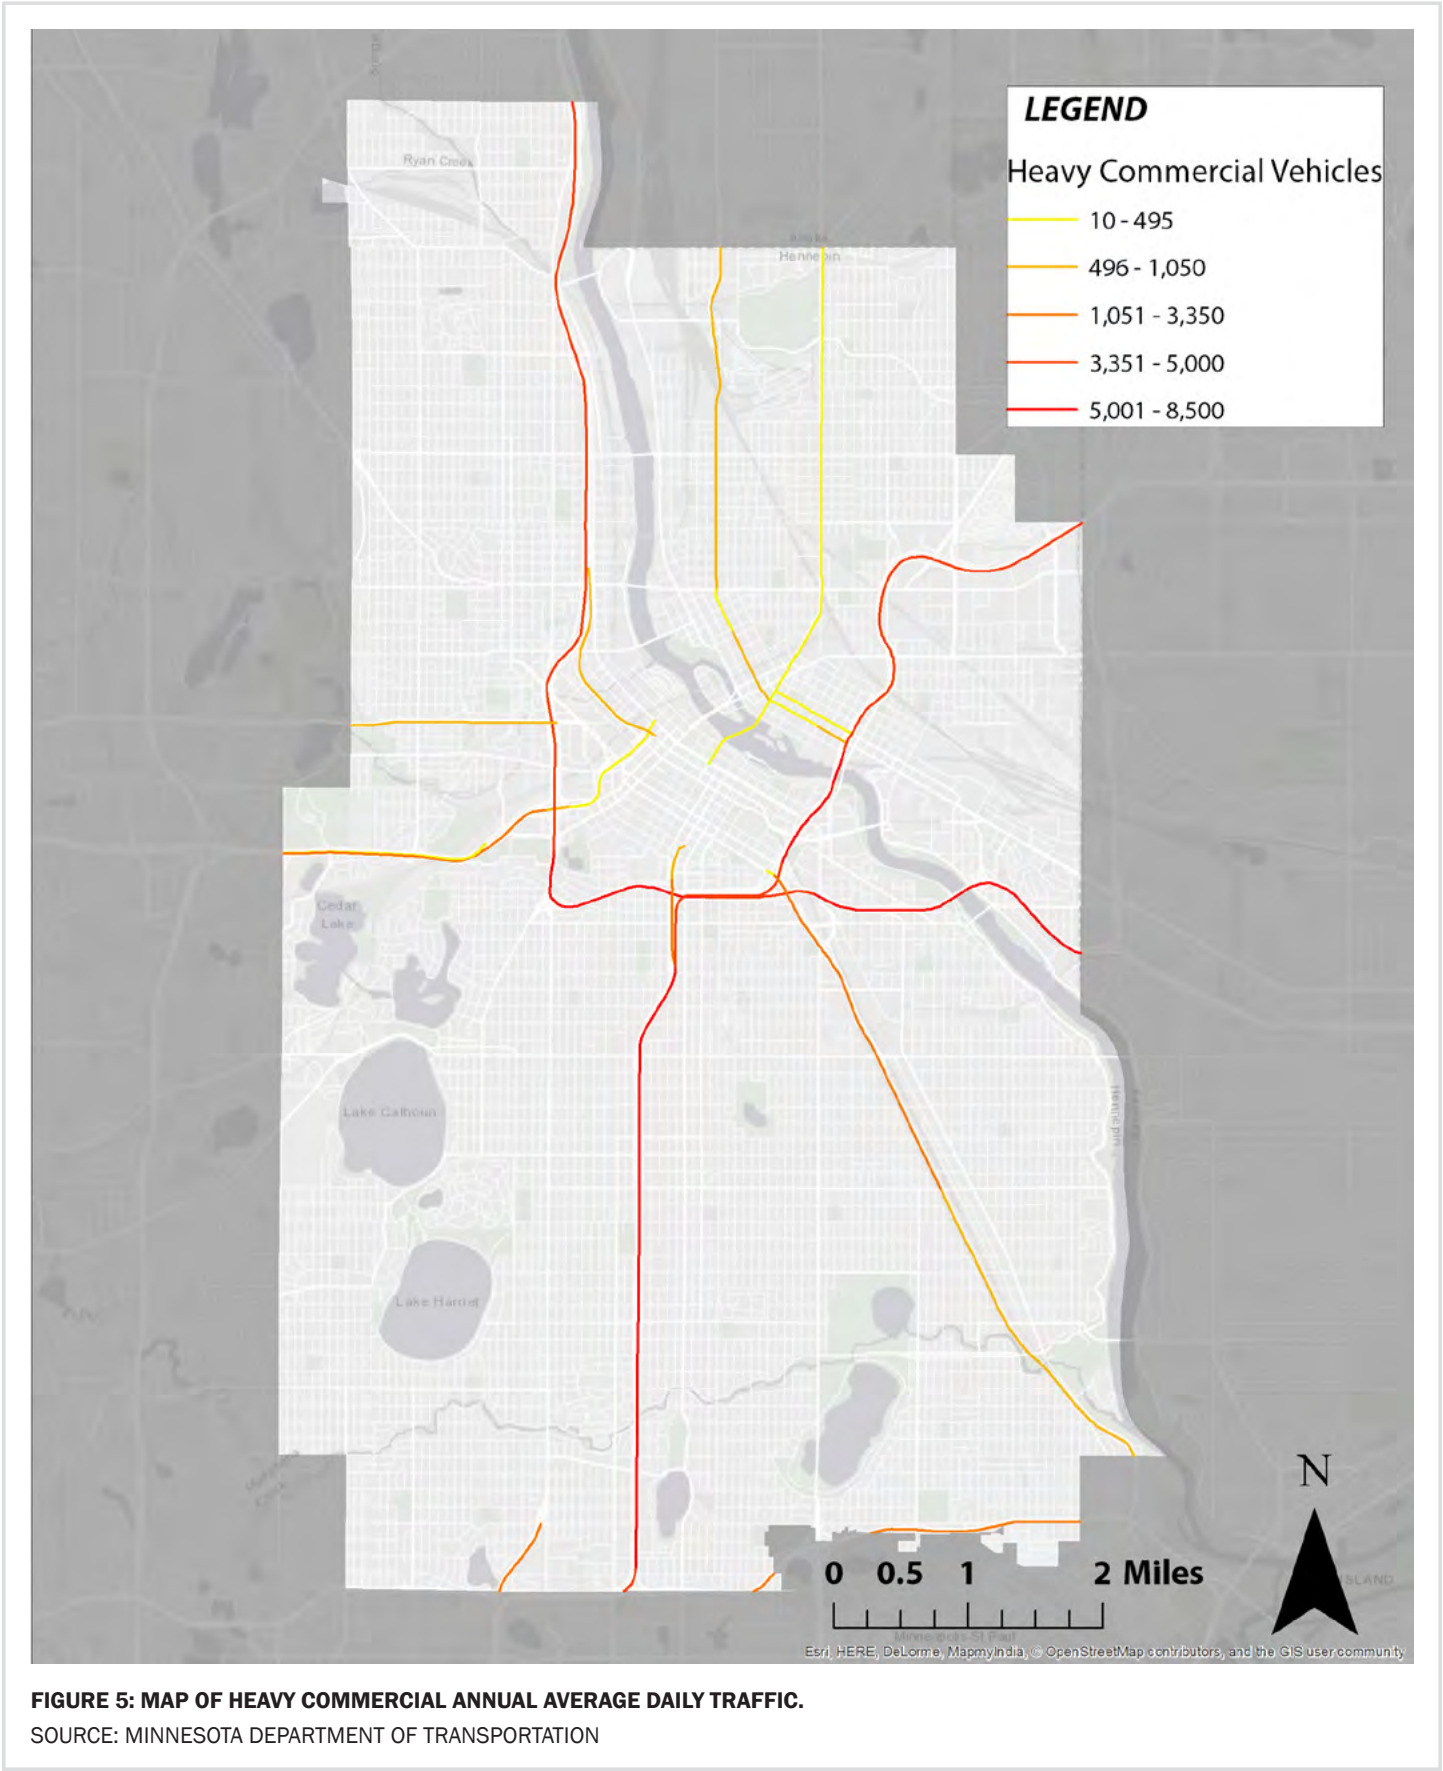 LEGEND
Heavy Commercial Vehicles
10 - 495
496 - 1,050
1,051 - 3,350
3,351 - 5,000
5,001 - 8,500
Ryan Creek
Hennepin
Cedar
Lake
Lake Calhoun
Hennepin
Lake Harriet
N
0 0.5 1 2 Miles
ISLAND
Minneapolis-St Paul
Esri, HERE, DeLorme, MapmyIndia, © OpenStreetMap contributors, and the GIS user community
FIGURE 5: MAP OF HEAVY COMMERCIAL ANNUAL AVERAGE DAILY TRAFFIC.
SOURCE: MINNESOTA DEPARTMENT OF TRANSPORTATION